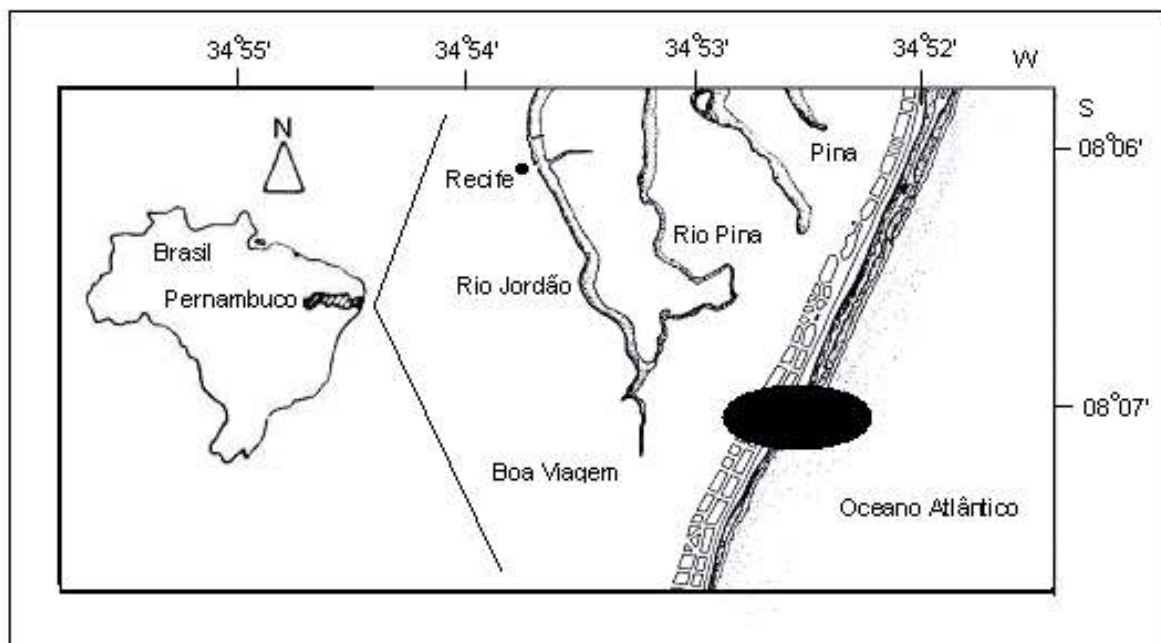 34°55' 34°54' 34°53' 34°52' W
S
08°06'
N
Brasil
Pernambuco
Recife
Pina
Rio Pina
Rio Jordão
08°07'
Boa Viagem
Oceano Atlântico